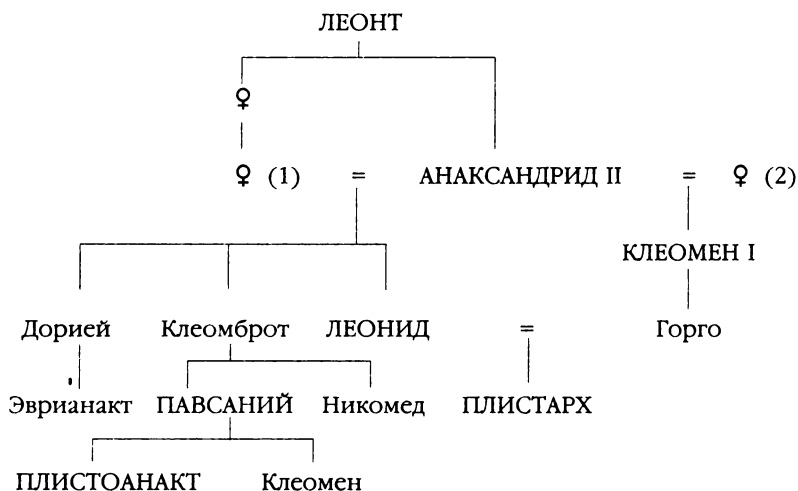 ЛЕОНТ
♀
♀ (1) = АНАКСАНДРИД II = ♀ (2)
КЛЕОМЕН I
Дорией Клеомброт ЛЕОНИД = Горго
Эврианакт ПАВСАНИЙ Никомед ПЛИСТАРХ
ПЛИСТОАНАКТ Клеомен